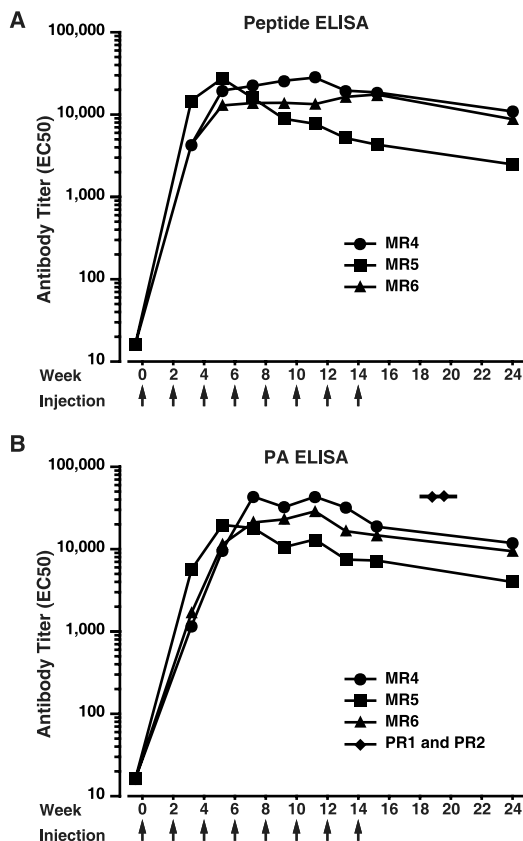 A
Peptide ELISA
100,000
10,000
1,000
100
10
Antibody Titer (EC50)
MR4
MR5
MR6
Week 0 2 4 6 8 10 12 14 16 18 20 22 24
Injection
B
PA ELISA
100,000
10,000
1,000
100
10
Antibody Titer (EC50)
MR4
MR5
MR6
PR1 and PR2
Week 0 2 4 6 8 10 12 14 16 18 20 22 24
Injection